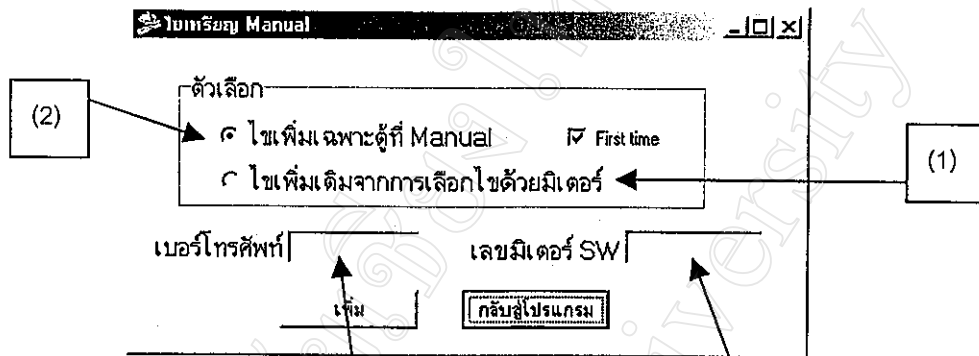 ไขเหรียญ Manual
ตัวเลือก
(2)
ไขเพิ่มเฉพาะตู้ที่ Manual First time
(1)
ไขเพิ่มเติมจากการเลือกไขด้วยมิเตอร์
เบอร์โทรศัพท์ เลขมิเตอร์ SW
เพิ่ม กลับสู่โปรแกรม